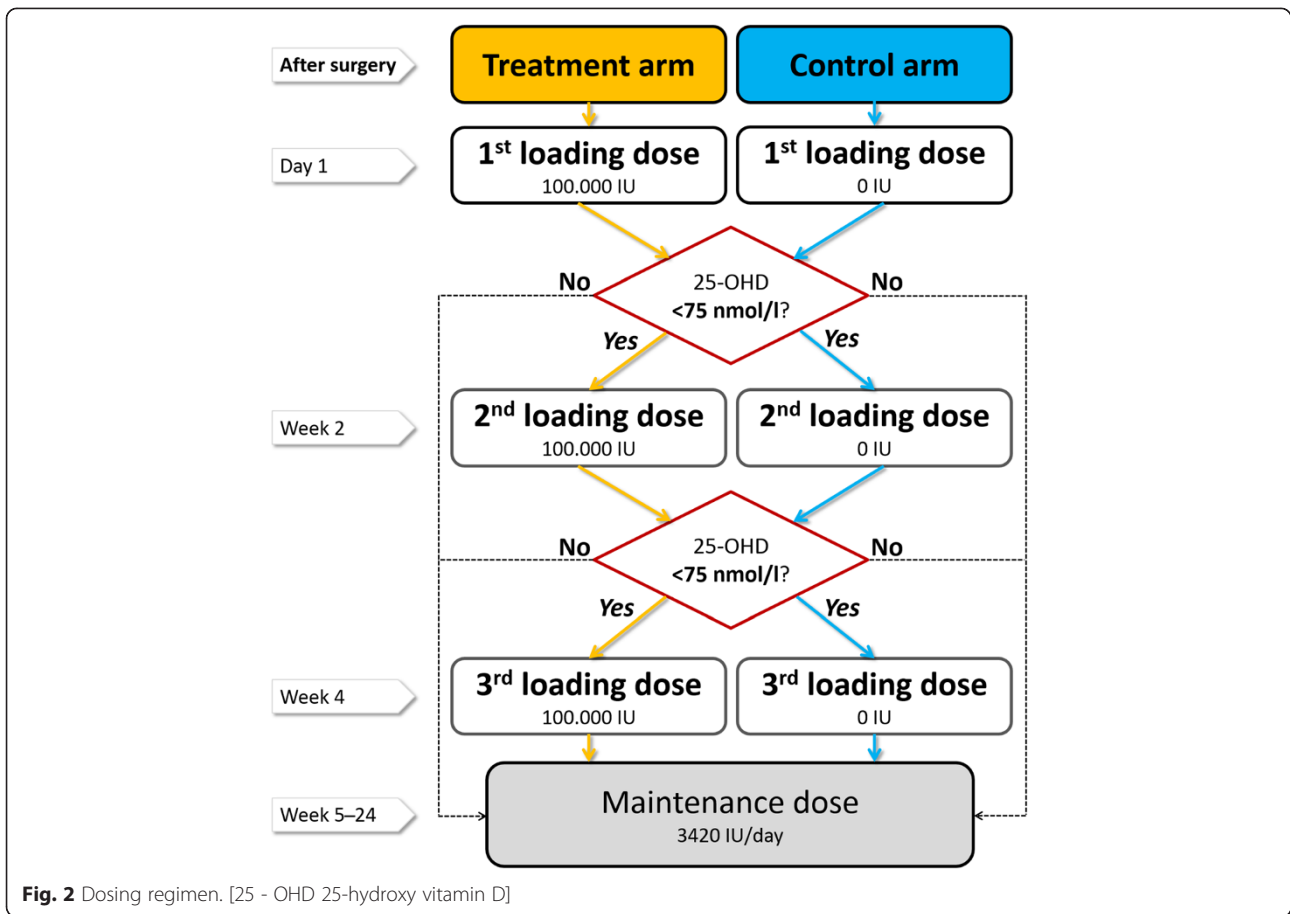 After surgery
Treatment arm
Control arm
Day 1
1st loading dose
100.000 IU
1st loading dose
0 IU
25-OHD
<75 nmol/l?
No
No
Yes
Yes
Week 2
2nd loading dose
100.000 IU
2nd loading dose
0 IU
25-OHD
<75 nmol/l?
No
No
Yes
Yes
Week 4
3rd loading dose
100.000 IU
3rd loading dose
0 IU
Week 5–24
Maintenance dose
3420 IU/day
Fig. 2 Dosing regimen. [25 - OHD 25-hydroxy vitamin D]